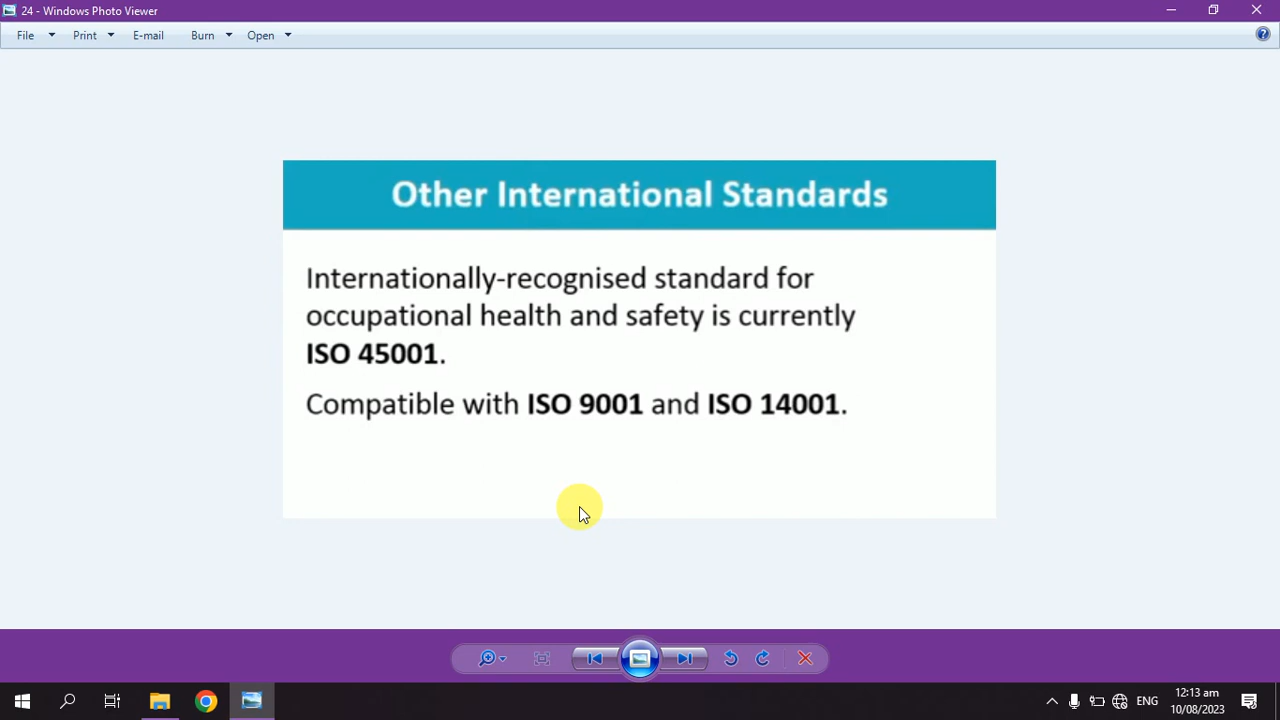 24 - Windows Photo Viewer
File Print E-mail Burn Open
Other International Standards
Internationally-recognised standard for
occupational health and safety is currently
ISO 45001.
Compatible with ISO 9001 and ISO 14001.
ENG
12:13 am
10/08/2023